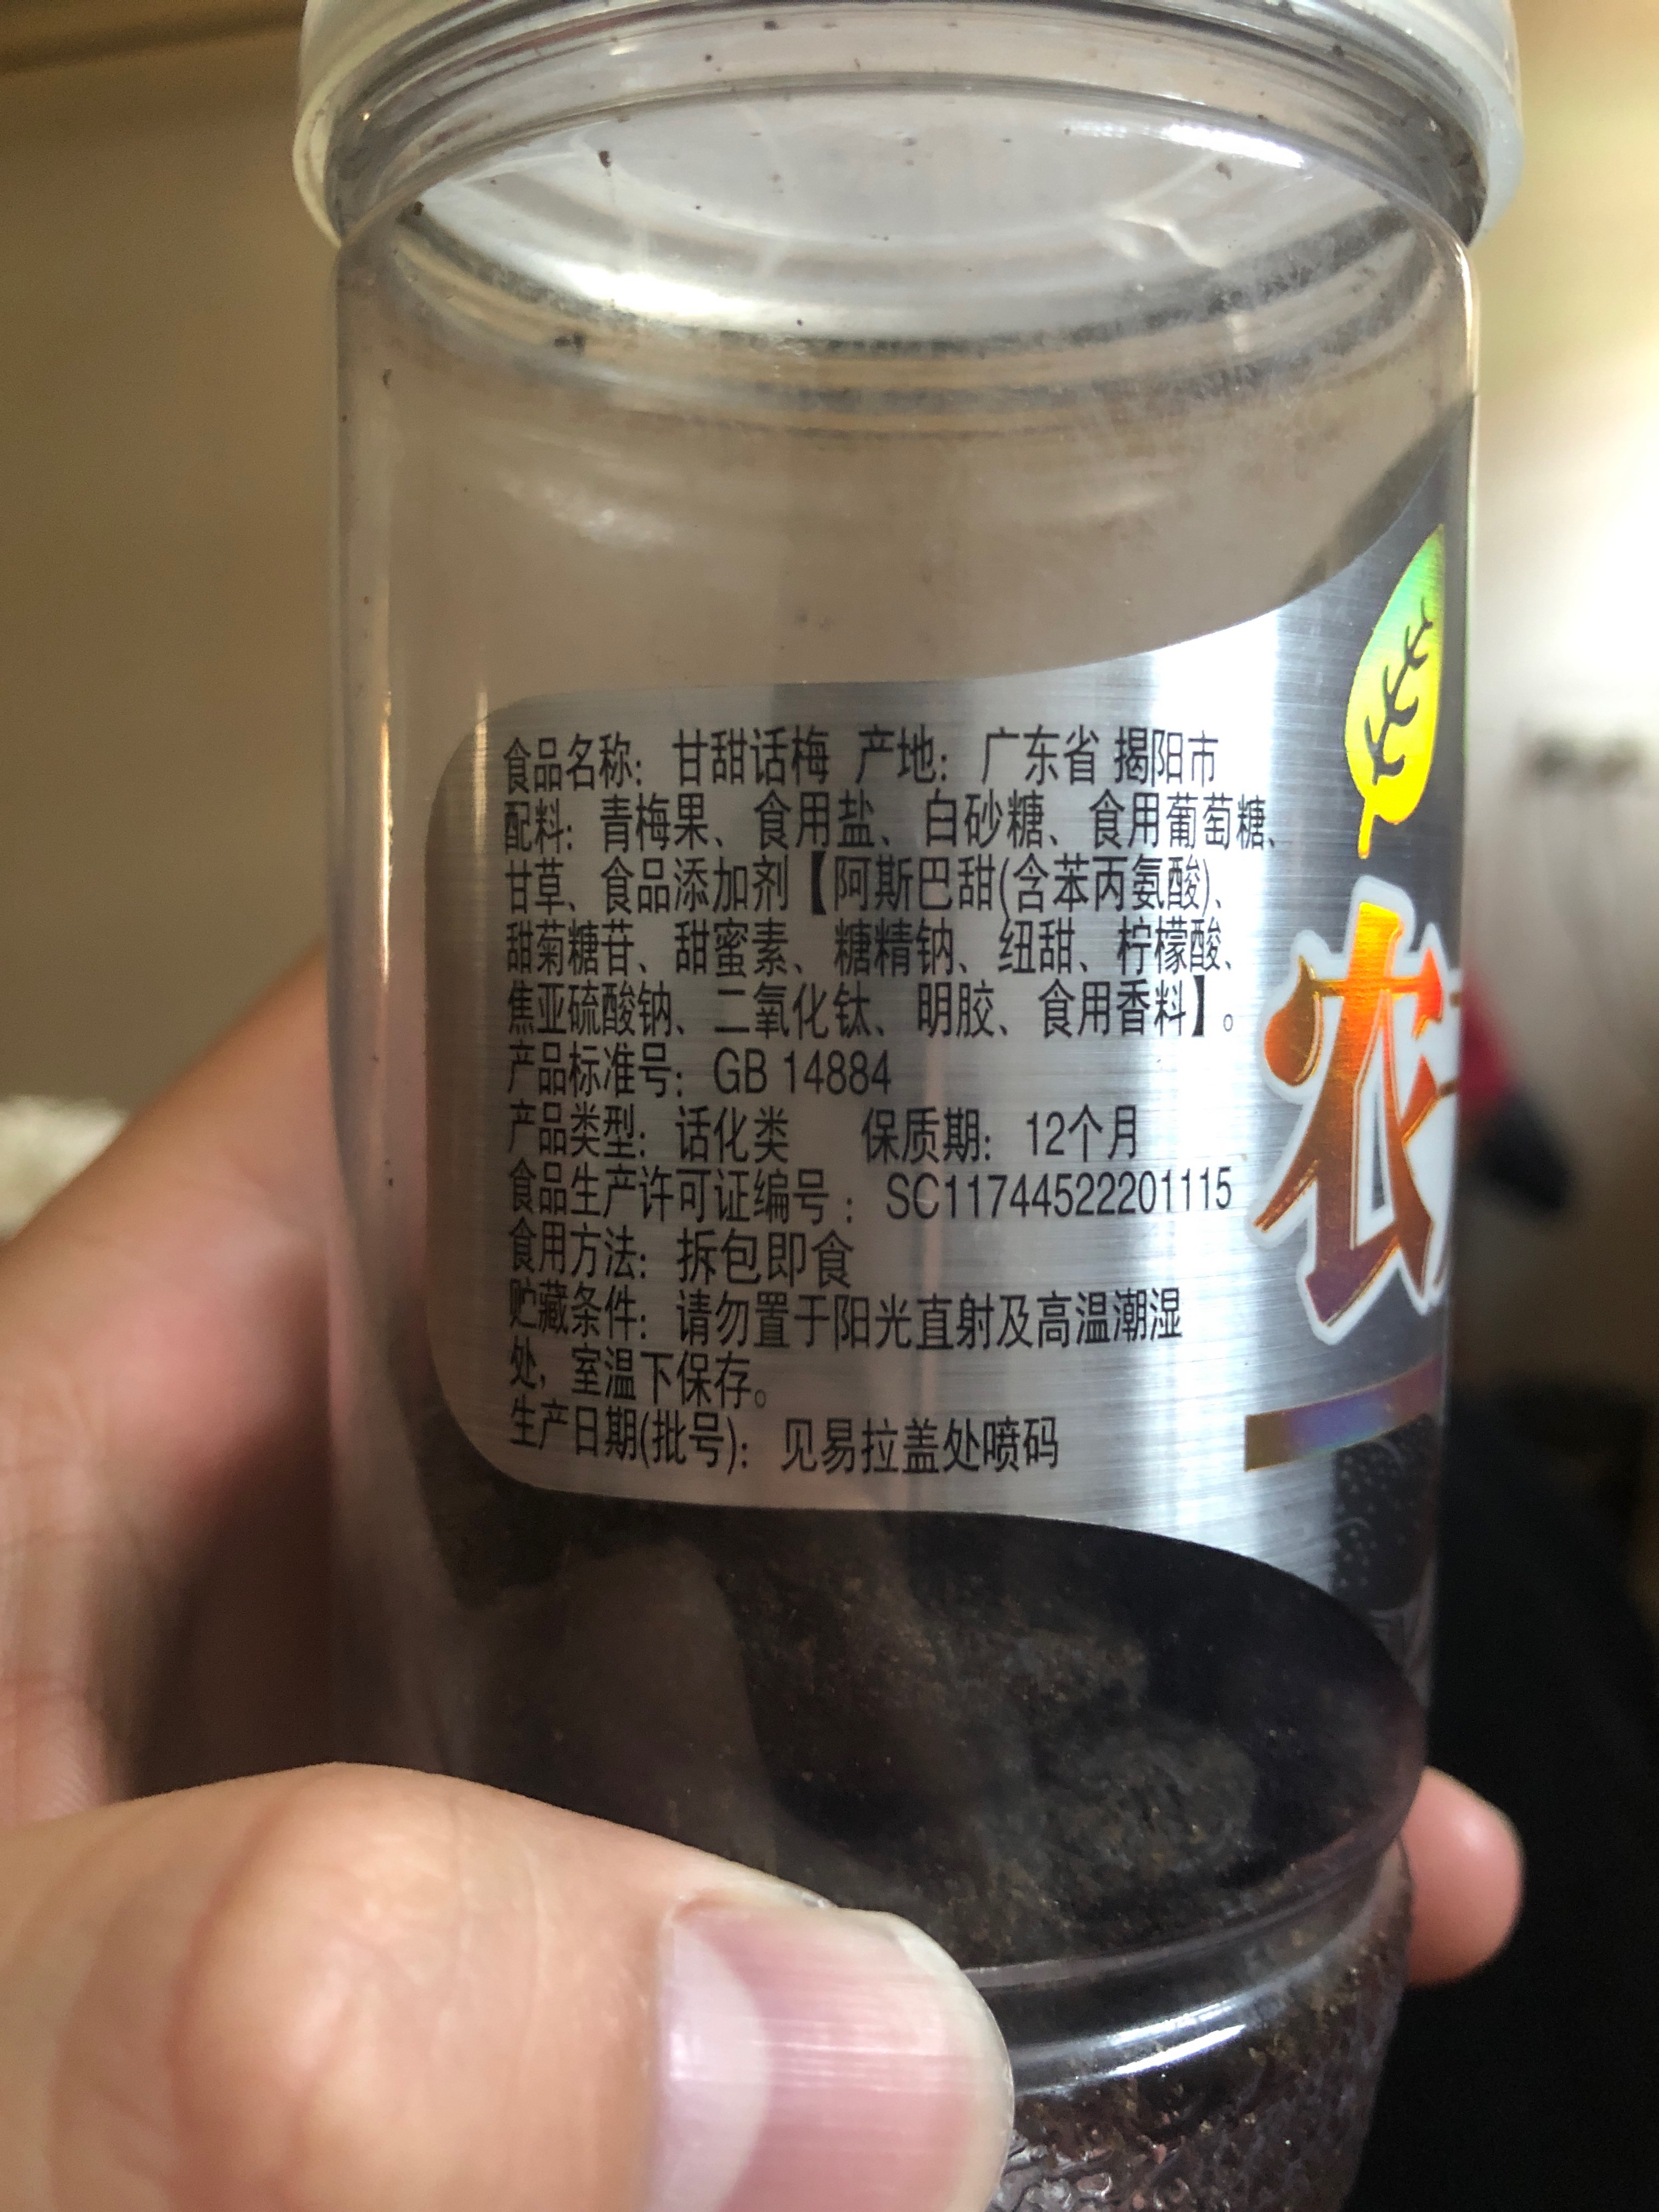 食品名称：甘甜话梅 产地：广东省 揭阳市
配料：青梅果、食用盐、白砂糖、食用葡萄糖、
甘草、食品添加剂【阿斯巴甜(含苯丙氨酸)、
甜菊糖苷、甜蜜素、糖精钠、纽甜、柠檬酸、
焦亚硫酸钠、二氧化钛、明胶、食用香料】。
产品标准号：GB 14884
产品类型：话化类 保质期：12个月
食品生产许可证编号：SC11744522201115
食用方法：拆包即食
贮藏条件：请勿置于阳光直射及高温潮湿
处，室温下保存。
生产日期(批号)：见易拉盖处喷码
农